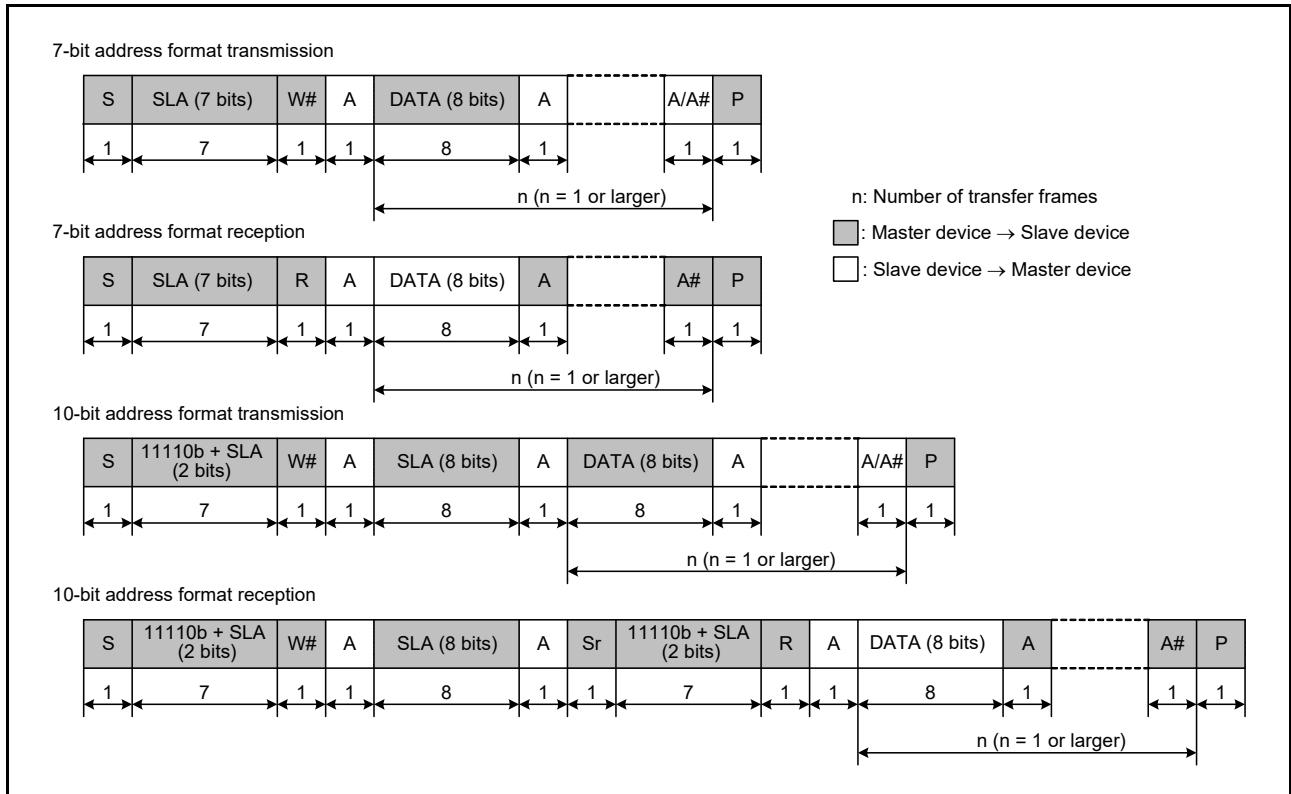 7-bit address format transmission
S SLA (7 bits) W# A DATA (8 bits) A A/A# P
1 7 1 1 8 1 1 1
n (n = 1 or larger)
n: Number of transfer frames
: Master device → Slave device
: Slave device → Master device
7-bit address format reception
S SLA (7 bits) R A DATA (8 bits) A A# P
1 7 1 1 8 1 1 1
n (n = 1 or larger)
10-bit address format transmission
S 11110b + SLA (2 bits) W# A SLA (8 bits) A DATA (8 bits) A A/A# P
1 7 1 1 8 1 8 1 1 1
n (n = 1 or larger)
10-bit address format reception
S 11110b + SLA (2 bits) W# A SLA (8 bits) A Sr 11110b + SLA (2 bits) R A DATA (8 bits) A A# P
1 7 1 1 8 1 1 7 1 1 8 1 1 1
n (n = 1 or larger)